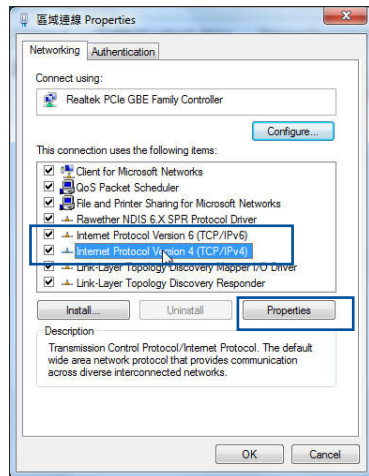 區域連線 Properties
Networking Authentication
Connect using:
Realtek PCIe GBE Family Controller
Configure...
This connection uses the following items:
Client for Microsoft Networks
QoS Packet Scheduler
File and Printer Sharing for Microsoft Networks
Rawether NDIS 6.X SPR Protocol Driver
Internet Protocol Version 6 (TCP/IPv6)
Internet Protocol Version 4 (TCP/IPv4)
Link-Layer Topology Discovery Mapper I/O Driver
Link-Layer Topology Discovery Responder
Install... Uninstall Properties
Description
Transmission Control Protocol/Internet Protocol. The default
wide area network protocol that provides communication
across diverse interconnected networks.
OK Cancel